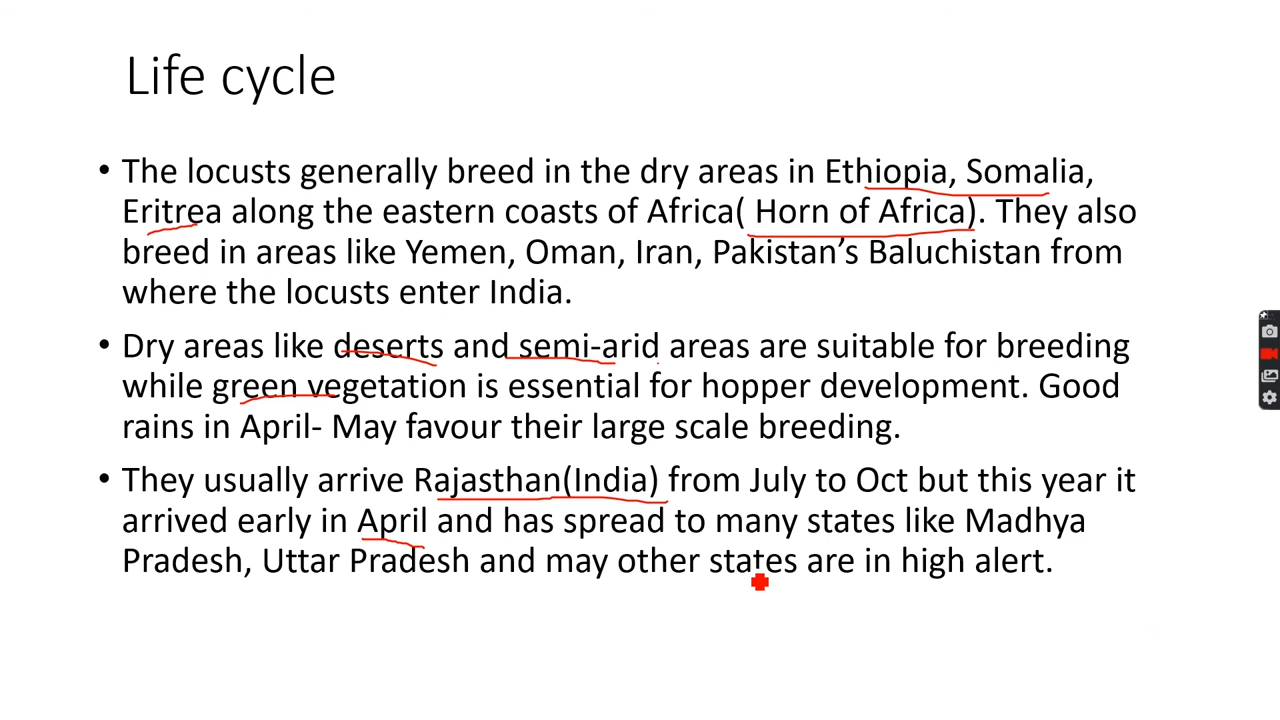 Life cycle
• The locusts generally breed in the dry areas in Ethiopia, Somalia,
Eritrea along the eastern coasts of Africa( Horn of Africa). They also
breed in areas like Yemen, Oman, Iran, Pakistan’s Baluchistan from
where the locusts enter India.
• Dry areas like deserts and semi-arid areas are suitable for breeding
while green vegetation is essential for hopper development. Good
rains in April- May favour their large scale breeding.
• They usually arrive Rajasthan(India) from July to Oct but this year it
arrived early in April and has spread to many states like Madhya
Pradesh, Uttar Pradesh and may other states are in high alert.